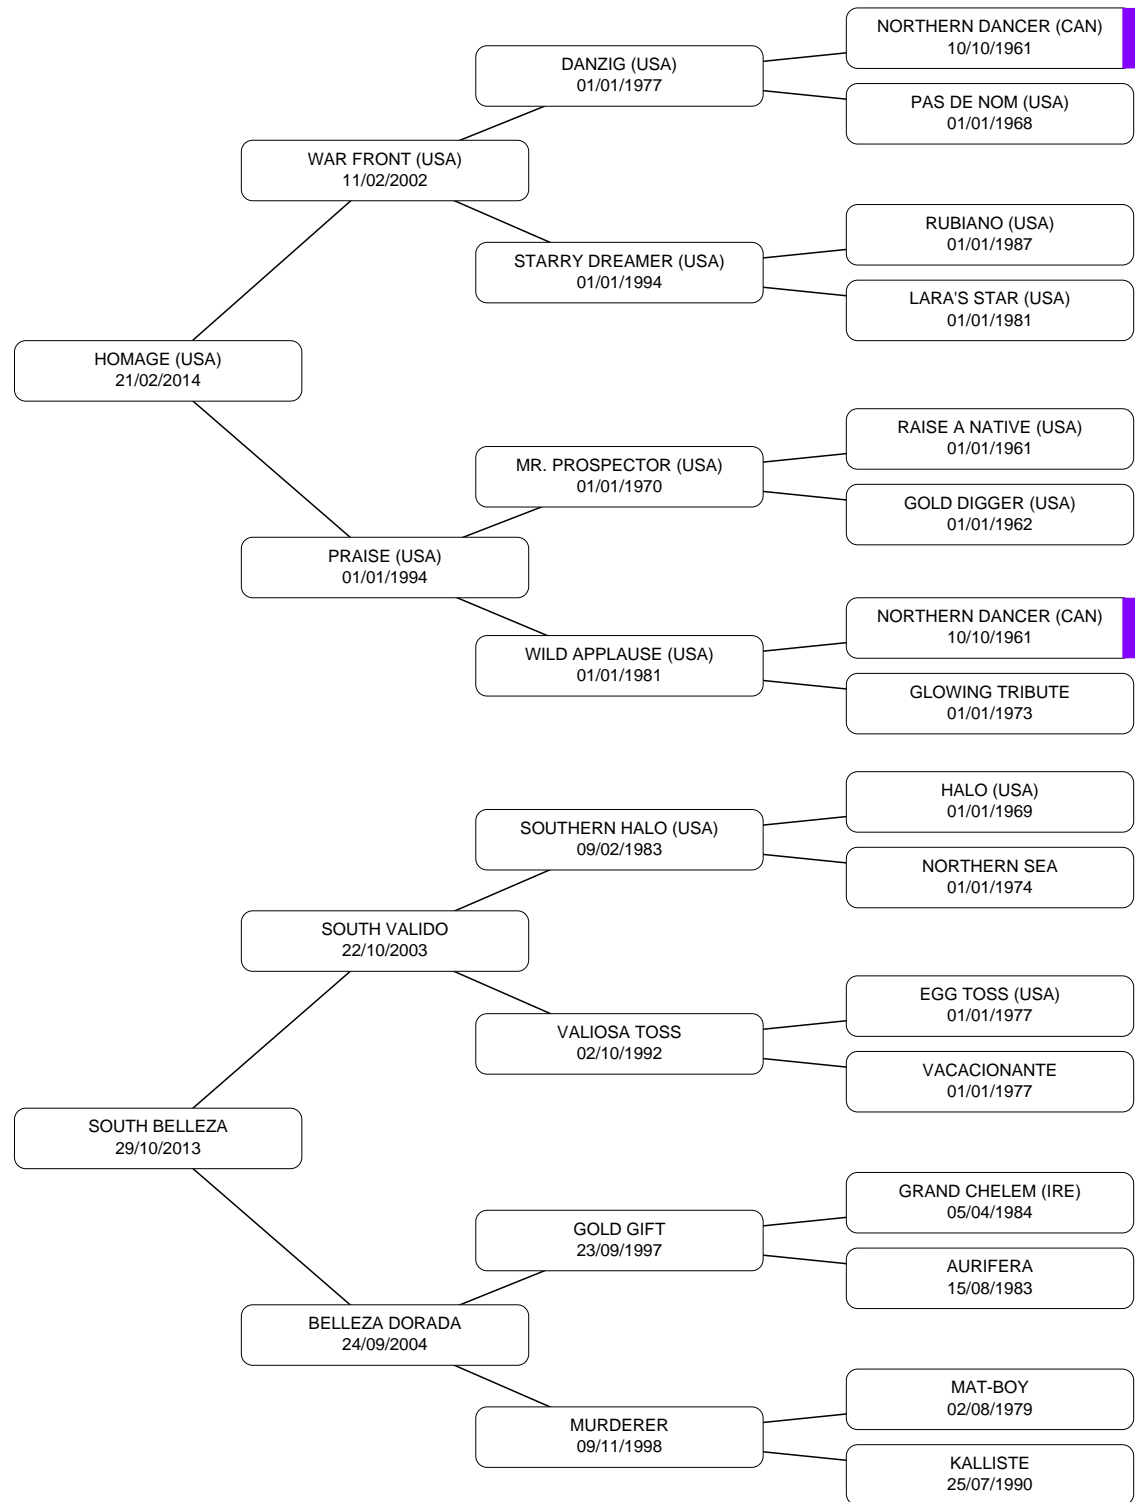 NORTHERN DANCER (CAN)
10/10/1961
DANZIG (USA)
01/01/1977
PAS DE NOM (USA)
01/01/1968
WAR FRONT (USA)
11/02/2002
RUBIANO (USA)
01/01/1987
STARRY DREAMER (USA)
01/01/1994
LARA'S STAR (USA)
01/01/1981
HOMAGE (USA)
21/02/2014
RAISE A NATIVE (USA)
01/01/1961
MR. PROSPECTOR (USA)
01/01/1970
GOLD DIGGER (USA)
01/01/1962
PRAISE (USA)
01/01/1994
NORTHERN DANCER (CAN)
10/10/1961
WILD APPLAUSE (USA)
01/01/1981
GLOWING TRIBUTE
01/01/1973
HALO (USA)
01/01/1969
SOUTHERN HALO (USA)
09/02/1983
NORTHERN SEA
01/01/1974
SOUTH VALIDO
22/10/2003
EGG TOSS (USA)
01/01/1977
VALIOSA TOSS
02/10/1992
VACACIONANTE
01/01/1977
SOUTH BELLEZA
29/10/2013
GRAND CHELEM (IRE)
05/04/1984
GOLD GIFT
23/09/1997
AURIFERA
15/08/1983
BELLEZA DORADA
24/09/2004
MAT-BOY
02/08/1979
MURDERER
09/11/1998
KALLISTE
25/07/1990